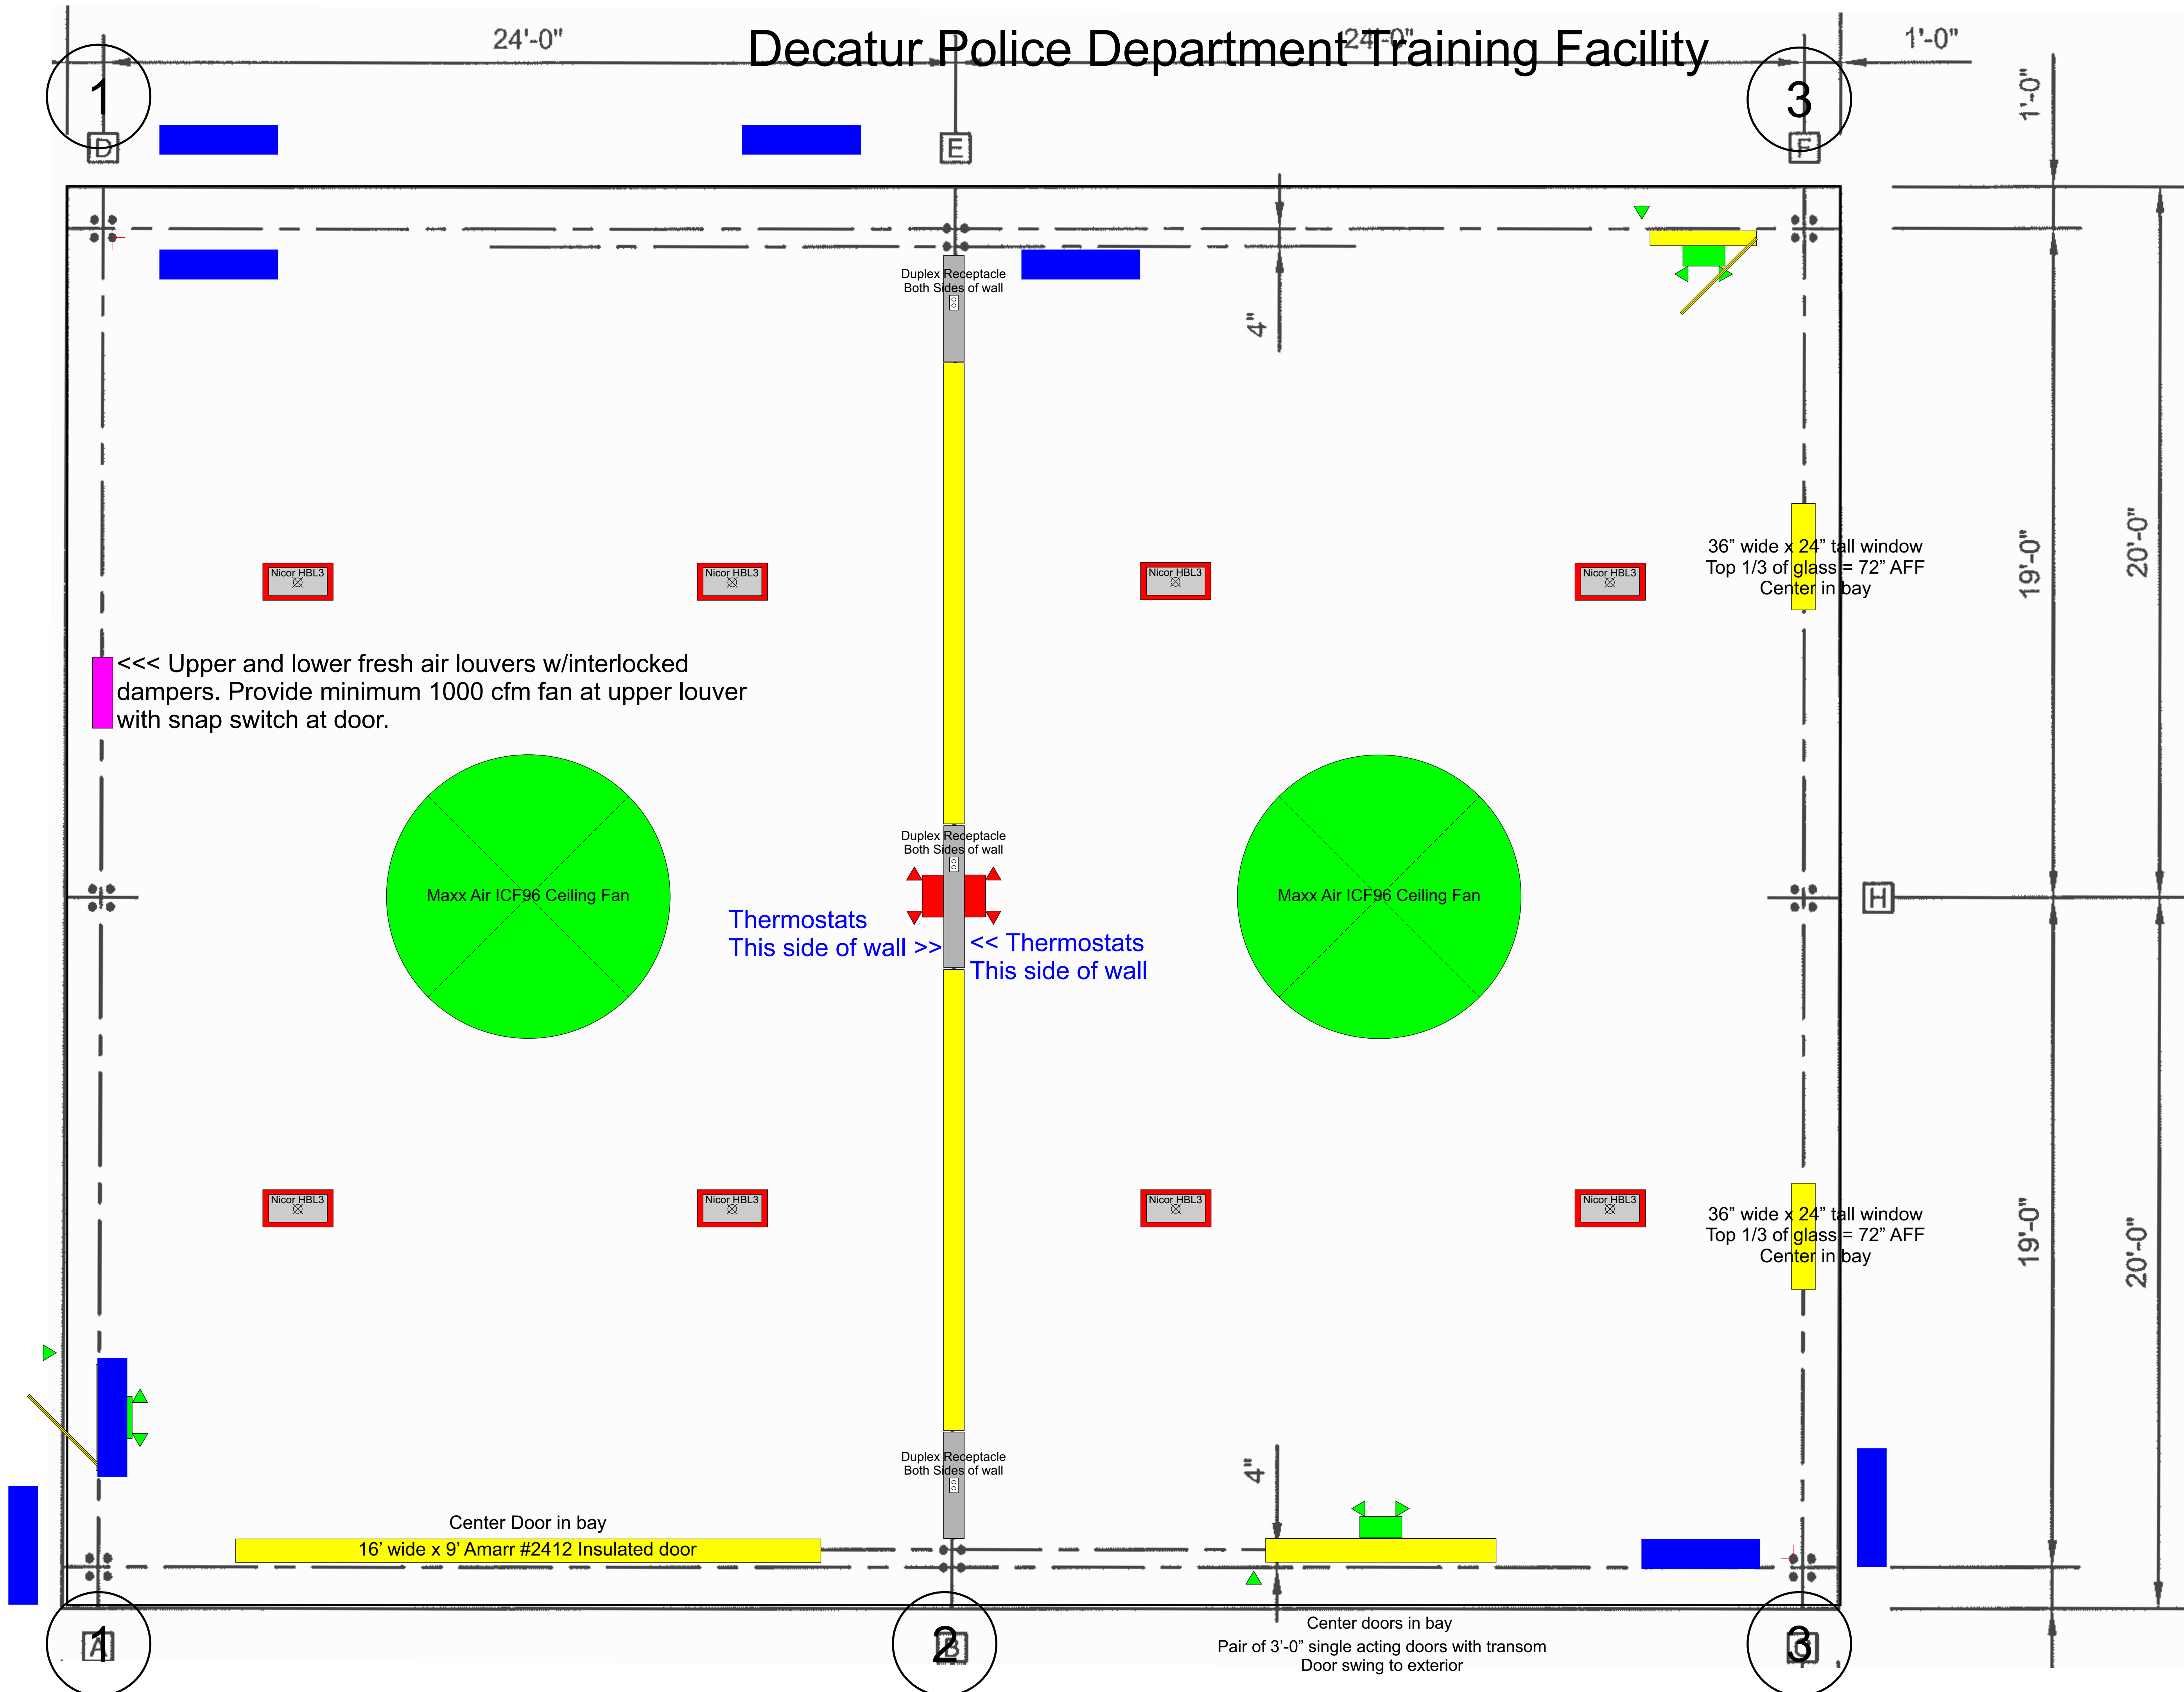 24'-0"
24'-0"
1'-0"
Decatur Police Department Training Facility
1
3
D
E
F
1'-0"
Duplex Receptacle
Both Sides of wall
4"
Nicor HBL3
Nicor HBL3
Nicor HBL3
Nicor HBL3
36” wide x 24” tall window
Top 1/3 of glass = 72” AFF
Center in bay
19'-0"
20'-0"
<<< Upper and lower fresh air louvers w/interlocked
dampers. Provide minimum 1000 cfm fan at upper louver
with snap switch at door.
Duplex Receptacle
Both Sides of wall
Maxx Air ICF96 Ceiling Fan
Maxx Air ICF96 Ceiling Fan
H
Thermostats
This side of wall >>
<< Thermostats
This side of wall
Nicor HBL3
Nicor HBL3
Nicor HBL3
Nicor HBL3
36” wide x 24” tall window
Top 1/3 of glass = 72” AFF
Center in bay
19'-0"
20'-0"
Duplex Receptacle
Both Sides of wall
4"
Center Door in bay
16’ wide x 9’ Amarr #2412 Insulated door
Center doors in bay
Pair of 3’-0” single acting doors with transom
Door swing to exterior
1
A
2
B
3